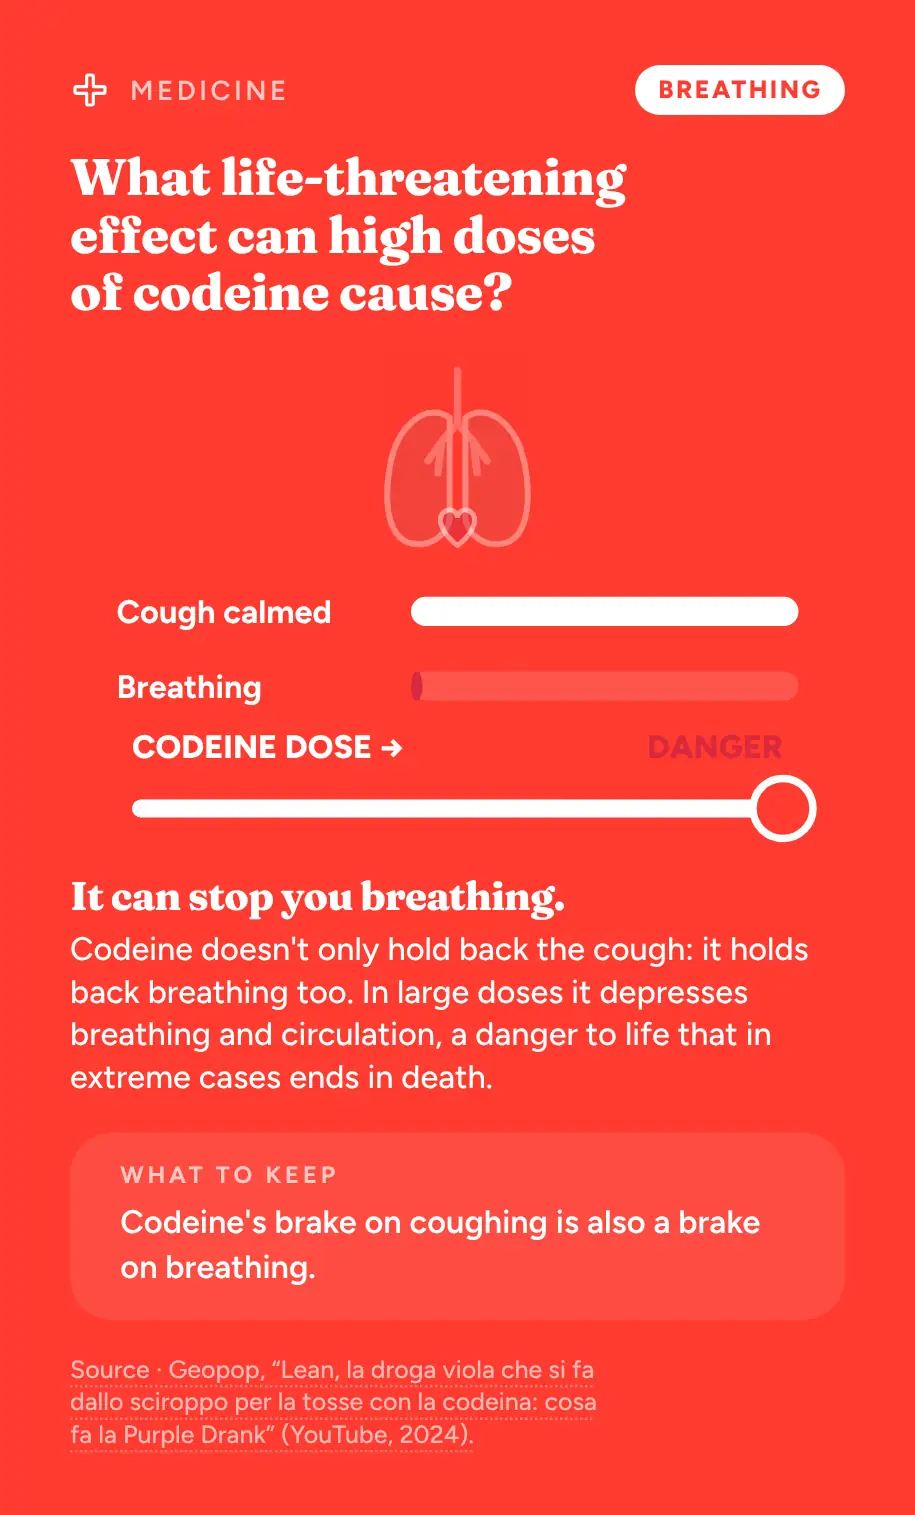 MEDICINE
BREATHING
What life-threatening
effect can high doses
of codeine cause?
Cough calmed
Breathing
CODEINE DOSE →
DANGER
It can stop you breathing.
Codeine doesn't only hold back the cough: it holds
back breathing too. In large doses it depresses
breathing and circulation, a danger to life that in
extreme cases ends in death.
WHAT TO KEEP
Codeine's brake on coughing is also a brake
on breathing.
Source · Geopop, “Lean, la droga viola che si fa
dallo sciroppo per la tosse con la codeina: cosa
fa la Purple Drank” (YouTube, 2024).